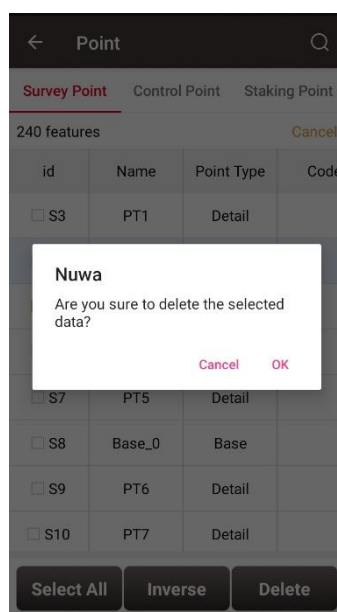 Point
Survey Point Control Point Staking Point
240 features Cancel
id Name Point Type Code
S3 PT1 Detail
Nuwa
Are you sure to delete the selected
data?
Cancel OK
S7 PT5 Detail
S8 Base_0 Base
S9 PT6 Detail
S10 PT7 Detail
Select All Inverse Delete